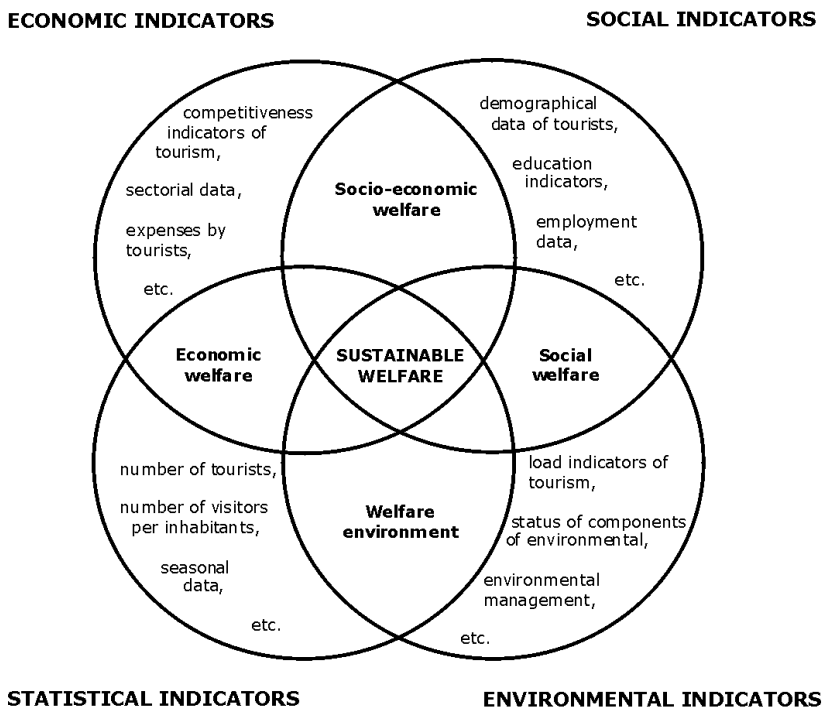 ECONOMIC INDICATORS
SOCIAL INDICATORS
competitiveness
indicators of
tourism,
sectorial data,
expenses by
tourists,
etc.
Socio-economic
welfare
demographical
data of tourists,
education
indicators,
employment
data,
etc.
Economic
welfare
SUSTAINABLE
WELFARE
Social
welfare
number of tourists,
number of visitors
per inhabitants,
seasonal
data,
etc.
Welfare
environment
load indicators of
tourism,
status of components
of environmental,
environmental
management,
etc.
STATISTICAL INDICATORS
ENVIRONMENTAL INDICATORS